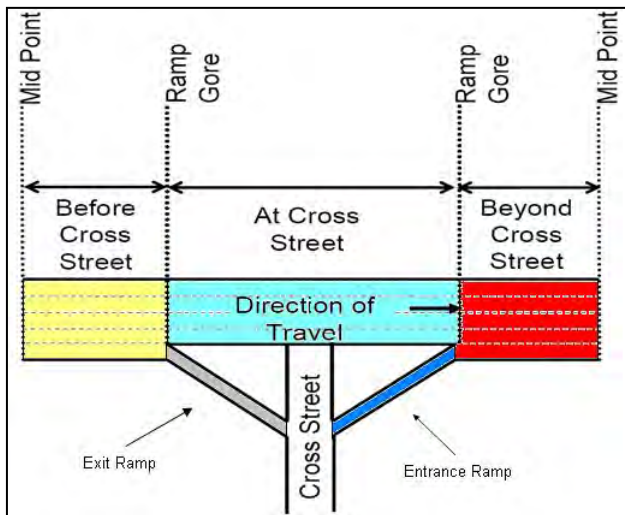 Mid Point
Ramp
Gore
Ramp
Gore
Mid Point
Before
Cross
Street
At Cross
Street
Beyond
Cross
Street
Direction of
Travel
Cross Street
Exit Ramp
Entrance Ramp